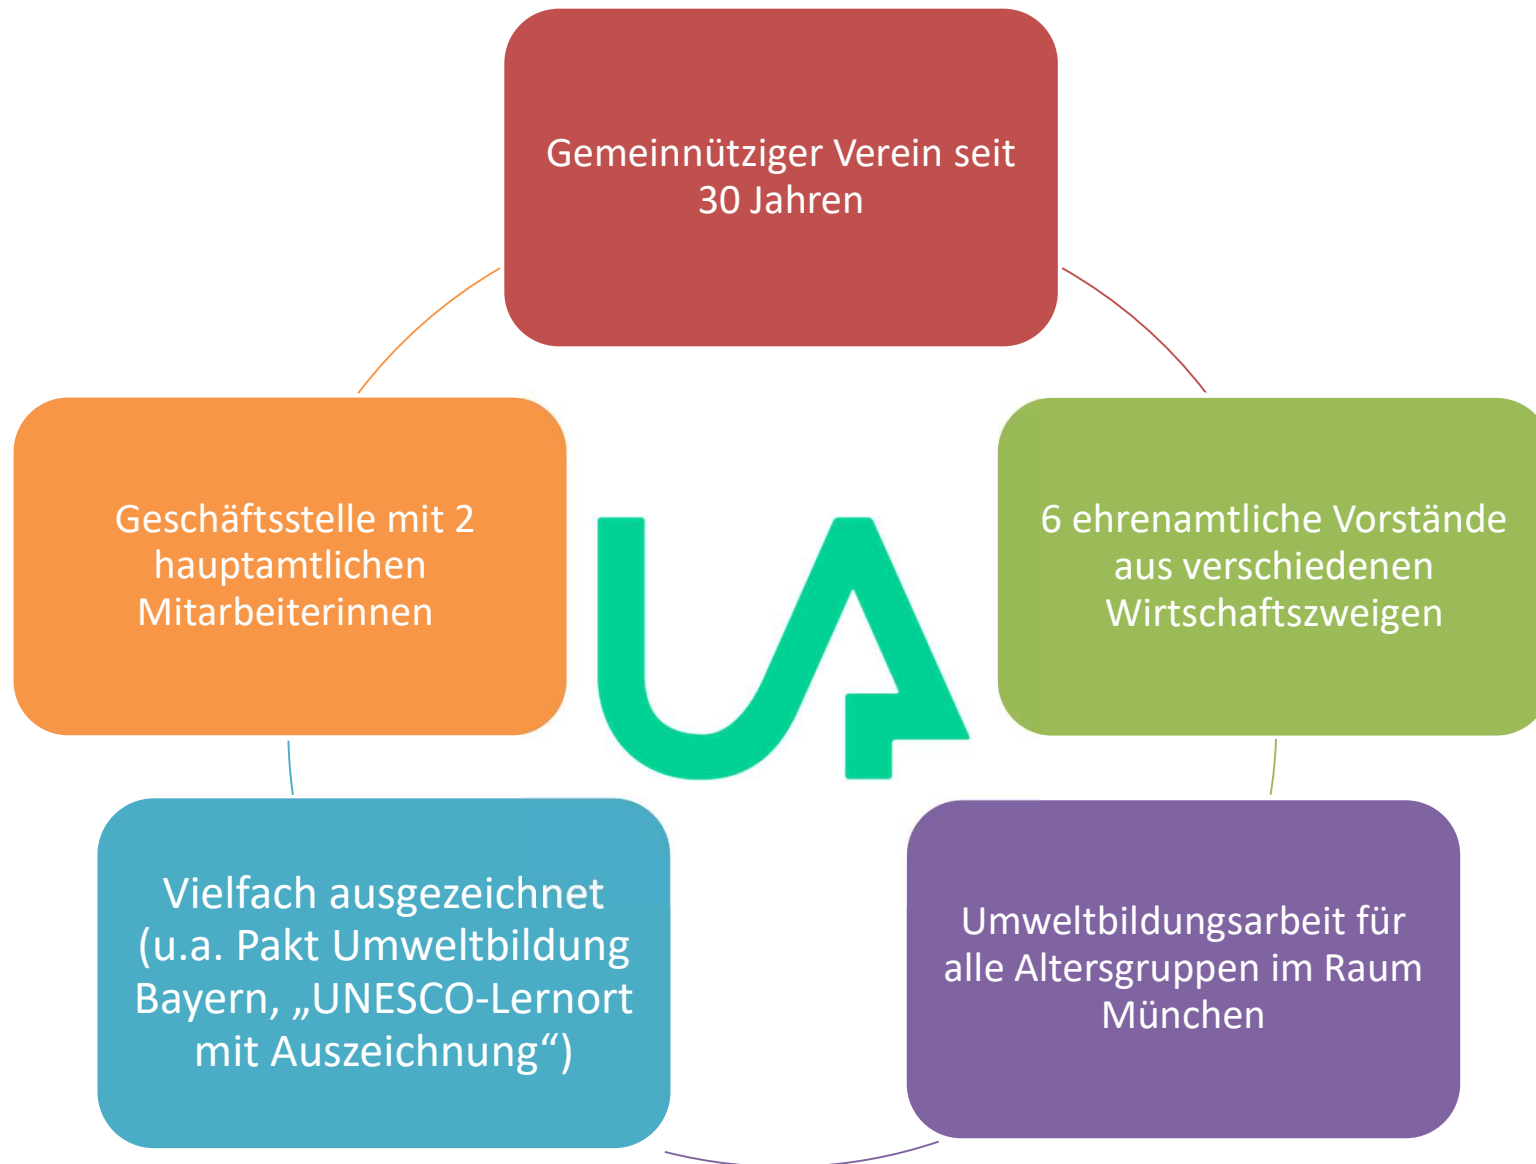 Gemeinnütziger Verein seit
30 Jahren
Geschäftsstelle mit 2
hauptamtlichen
Mitarbeiterinnen
6 ehrenamtliche Vorstände
aus verschiedenen
Wirtschaftszweigen
UA
Vielfach ausgezeichnet
(u.a. Pakt Umweltbildung
Bayern, „UNESCO-Lernort
mit Auszeichnung“)
Umweltbildungsarbeit für
alle Altersgruppen im Raum
München